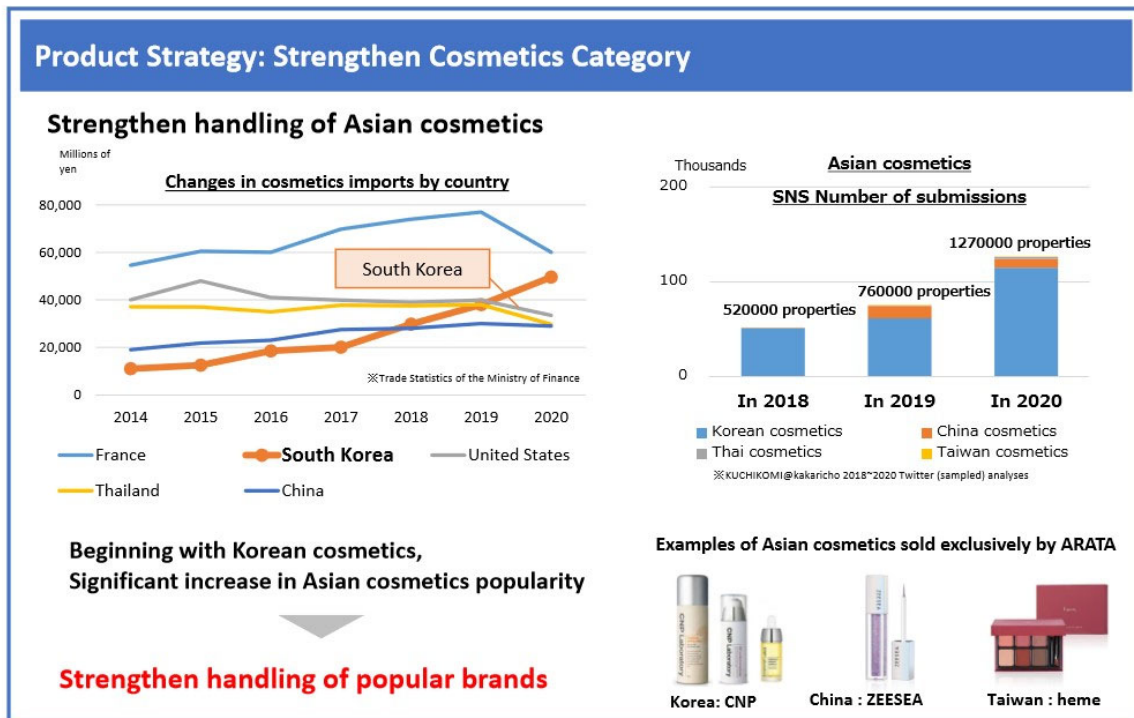 Product Strategy: Strengthen Cosmetics Category
Strengthen handling of Asian cosmetics
Millions of
yen
Changes in cosmetics imports by country
80,000
60,000
40,000
20,000
0
South Korea
※Trade Statistics of the Ministry of Finance
2014 2015 2016 2017 2018 2019 2020
France South Korea United States
Thailand China
Thousands
Asian cosmetics
SNS Number of submissions
200
100
0
520000 properties
760000 properties
1270000 properties
In 2018 In 2019 In 2020
Korean cosmetics China cosmetics
Thai cosmetics Taiwan cosmetics
※KUCHIKOMI@kakaricho 2018~2020 Twitter (sampled) analyses
Beginning with Korean cosmetics,
Significant increase in Asian cosmetics popularity
Strengthen handling of popular brands
Examples of Asian cosmetics sold exclusively by ARATA
CNP Laboratory
CNP Laboratory
ZEESEA
Korea: CNP
China : ZEESEA
Taiwan : heme